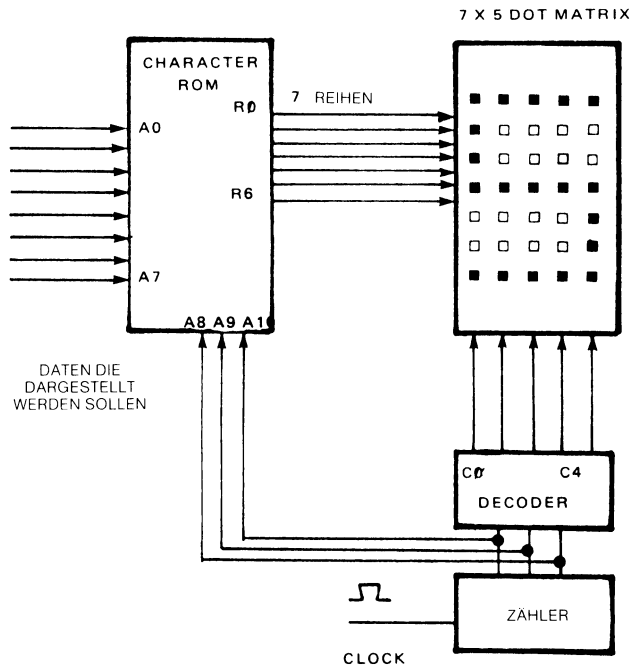 7 X 5 DOT MATRIX
CHARACTER
ROM
RØ
7 REIHEN
A0
R6
A7
A8 A9 A10
DATEN DIE
DARGESTELLT
WERDEN SOLLEN
CØ C4
DECODER
ZÄHLER
CLOCK